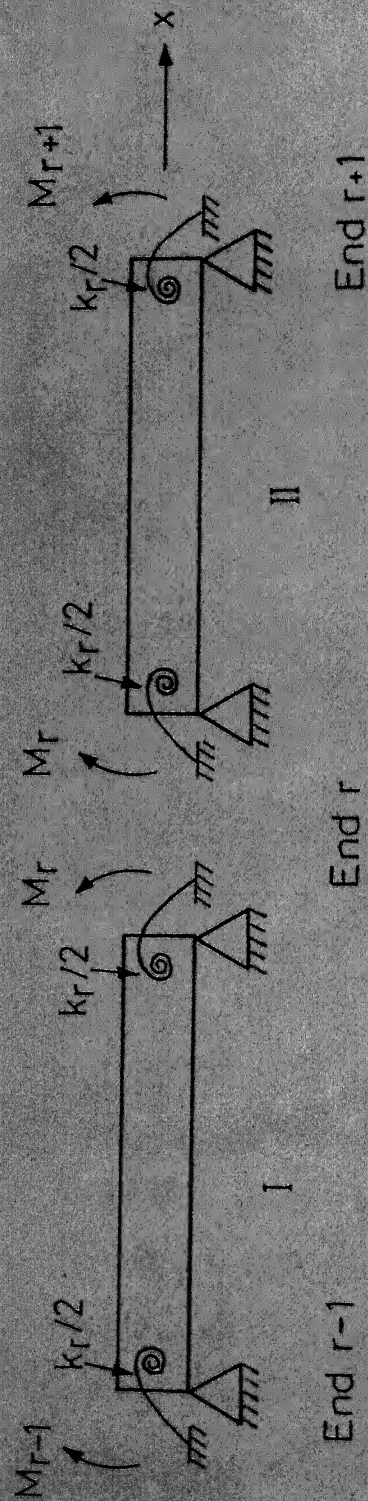 M_{r-1}
k_r/2
k_r/2
M_r
M_r
k_r/2
k_r/2
M_{r+1}
x
I
II
End r-1
End r
End r+1